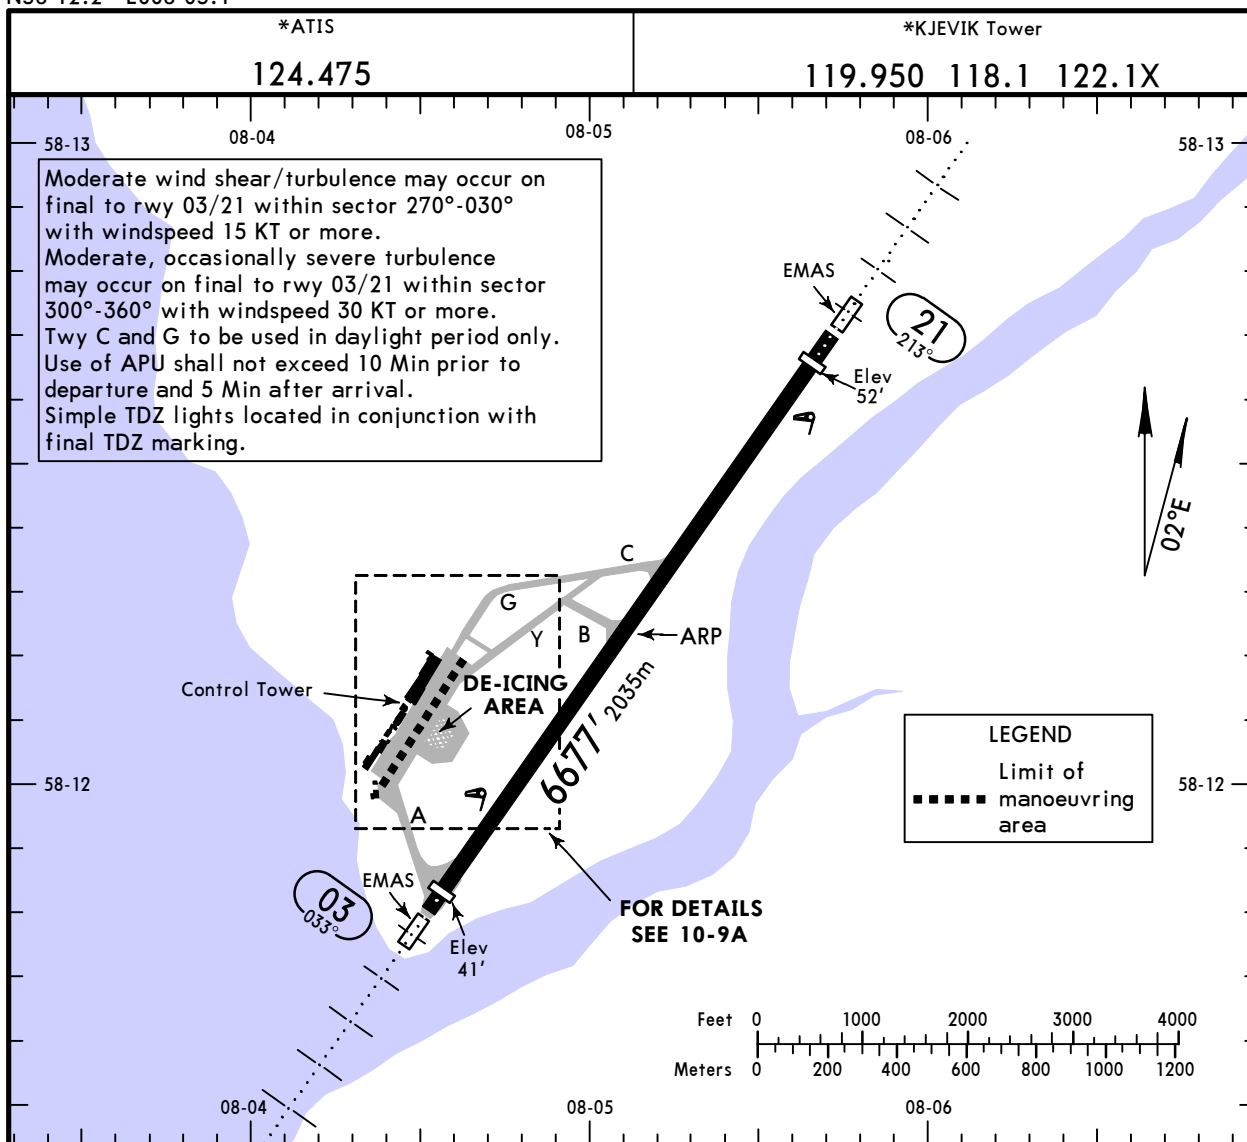 *ATIS
124.475
*KJEVIK Tower
119.950 118.1 122.1X
08-04
08-05
08-06
58-13
58-13
Moderate wind shear/turbulence may occur on
final to rwy 03/21 within sector 270°-030°
with windspeed 15 KT or more.
Moderate, occasionally severe turbulence
may occur on final to rwy 03/21 within sector
300°-360° with windspeed 30 KT or more.
Twy C and G to be used in daylight period only.
Use of APU shall not exceed 10 Min prior to
departure and 5 Min after arrival.
Simple TDZ lights located in conjunction with
final TDZ marking.
EMAS
21
213°
Elev
52'
02°E
C
G
Y
B
ARP
Control Tower
DE-ICING
AREA
6677' 2035m
LEGEND
Limit of
manoeuvring
area
58-12
58-12
A
EMAS
03
033°
Elev
41'
FOR DETAILS
SEE 10-9A
Feet 0 1000 2000 3000 4000
Meters 0 200 400 600 800 1000 1200
08-04
08-05
08-06